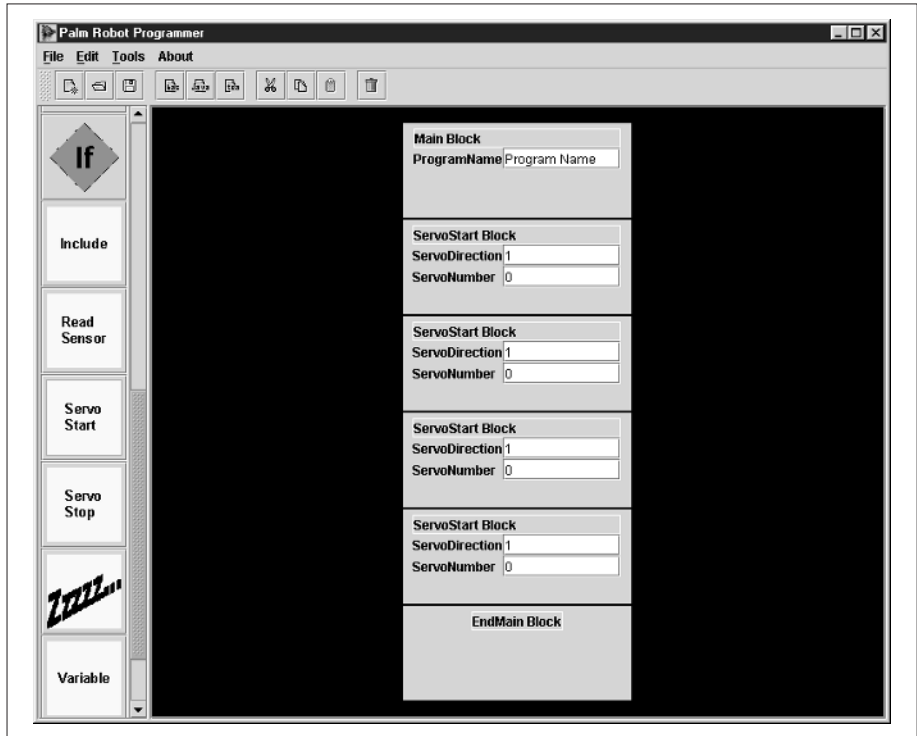 Palm Robot Programmer
File Edit Tools About
If
Include
Read
Sensor
Servo
Start
Servo
Stop
Zzzzz...
Variable
Main Block
ProgramName Program Name
ServoStart Block
ServoDirection 1
ServoNumber 0
ServoStart Block
ServoDirection 1
ServoNumber 0
ServoStart Block
ServoDirection 1
ServoNumber 0
ServoStart Block
ServoDirection 1
ServoNumber 0
EndMain Block